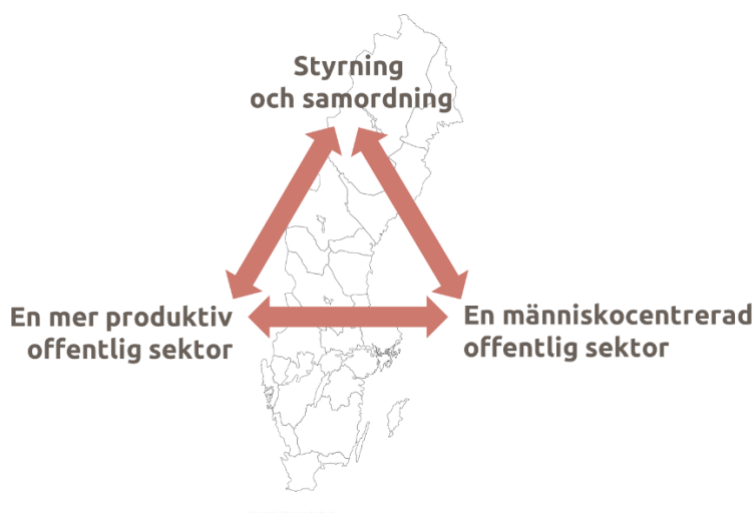 Styrning
och samordning
En mer produktiv
offentlig sektor
En människocentrerad
offentlig sektor